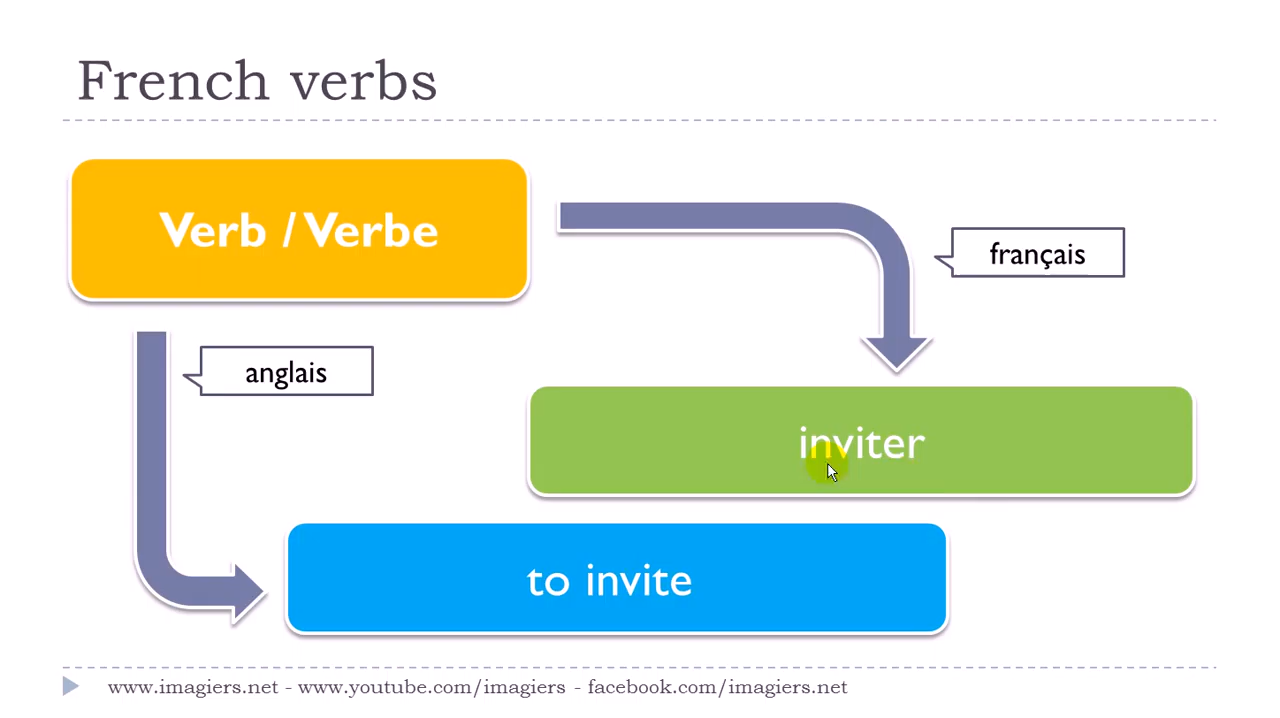 French verbs
Verb / Verbe
français
anglais
inviter
to invite
www.imagiers.net - www.youtube.com/imagiers - facebook.com/imagiers.net